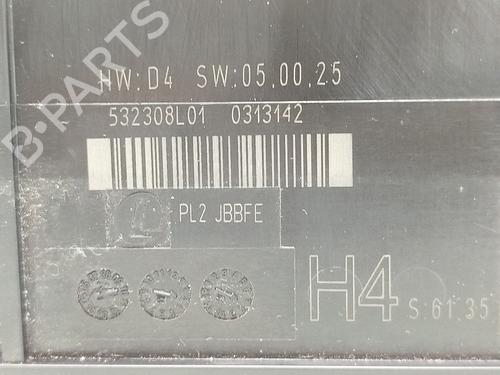 B-PARTS
HW:D4 SW:05.00.25
532308L01 0313142
PL2 JBBFE
H4 S:61.35